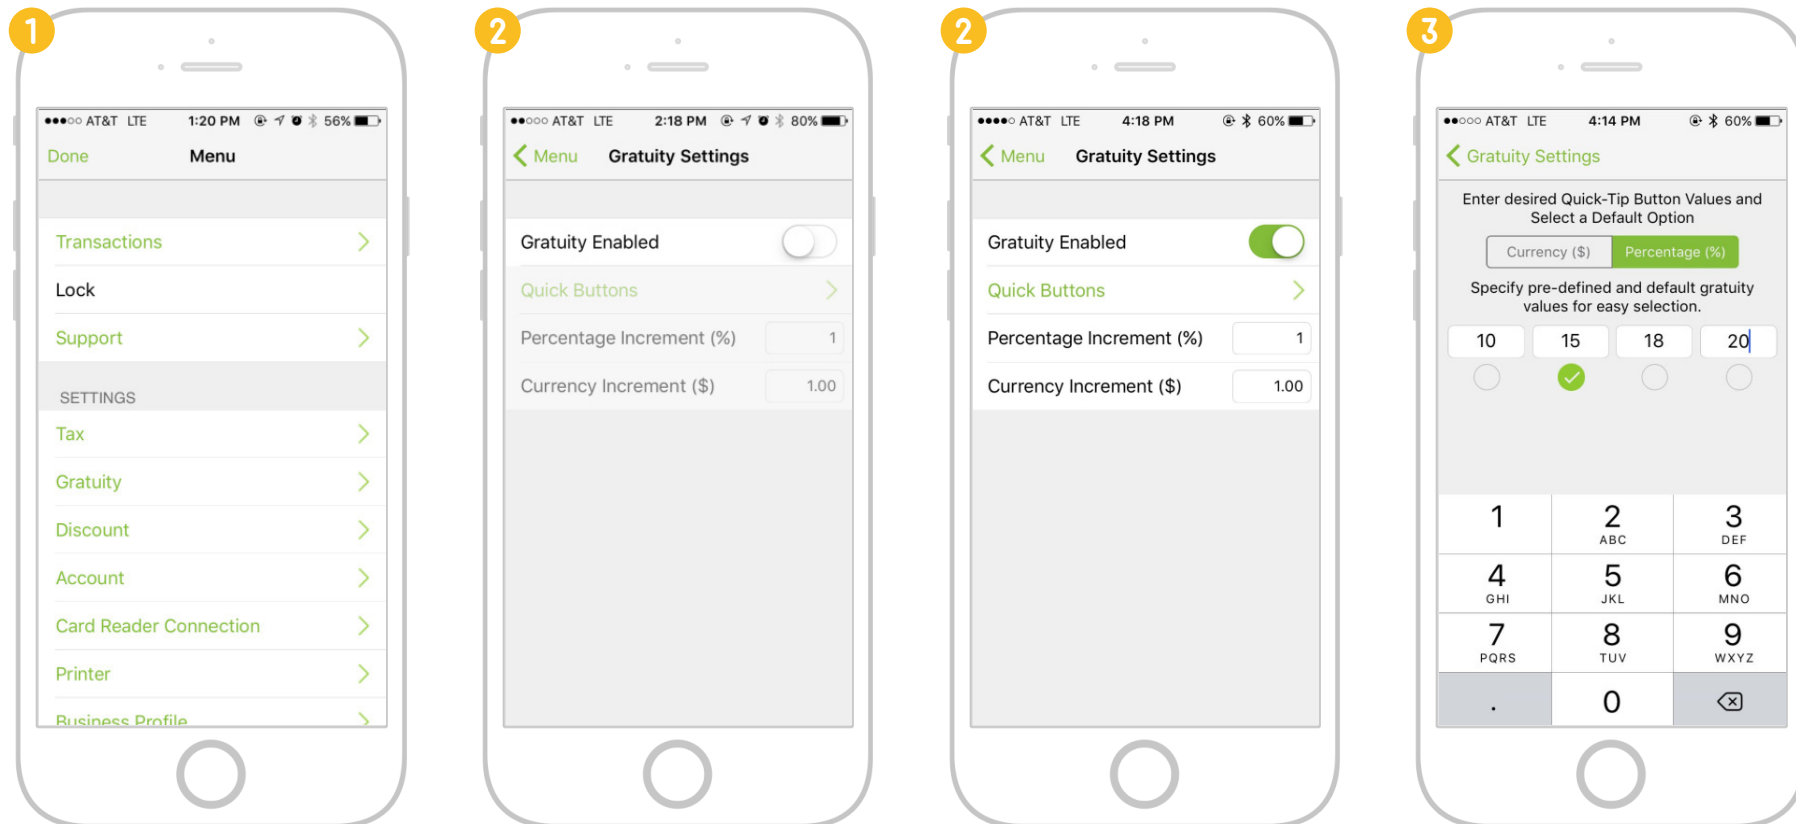 1
AT&T LTE 1:20 PM 56%
Done Menu
Transactions
Lock
Support
SETTINGS
Tax
Gratuity
Discount
Account
Card Reader Connection
Printer
Business Profile
2
AT&T LTE 2:18 PM 80%
Menu Gratuity Settings
Gratuity Enabled
Quick Buttons
Percentage Increment (%) 1
Currency Increment ($) 1.00
2
AT&T LTE 4:18 PM 60%
Menu Gratuity Settings
Gratuity Enabled
Quick Buttons
Percentage Increment (%) 1
Currency Increment ($) 1.00
3
AT&T LTE 4:14 PM 60%
Gratuity Settings
Enter desired Quick-Tip Button Values and
Select a Default Option
Currency ($) Percentage (%)
Specify pre-defined and default gratuity
values for easy selection.
10 15 18 20
1 2 3
ABC DEF
4 5 6
GHI JKL MNO
7 8 9
PQRS TUV WXYZ
. 0